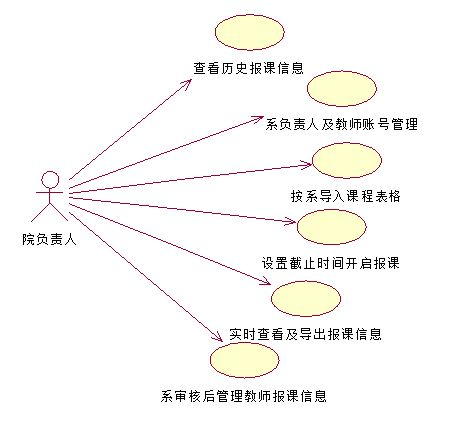 查看历史报课信息
系负责人及教师账号管理
按系导入课程表格
院负责人
设置截止时间开启报课
实时查看及导出报课信息
系审核后管理教师报课信息